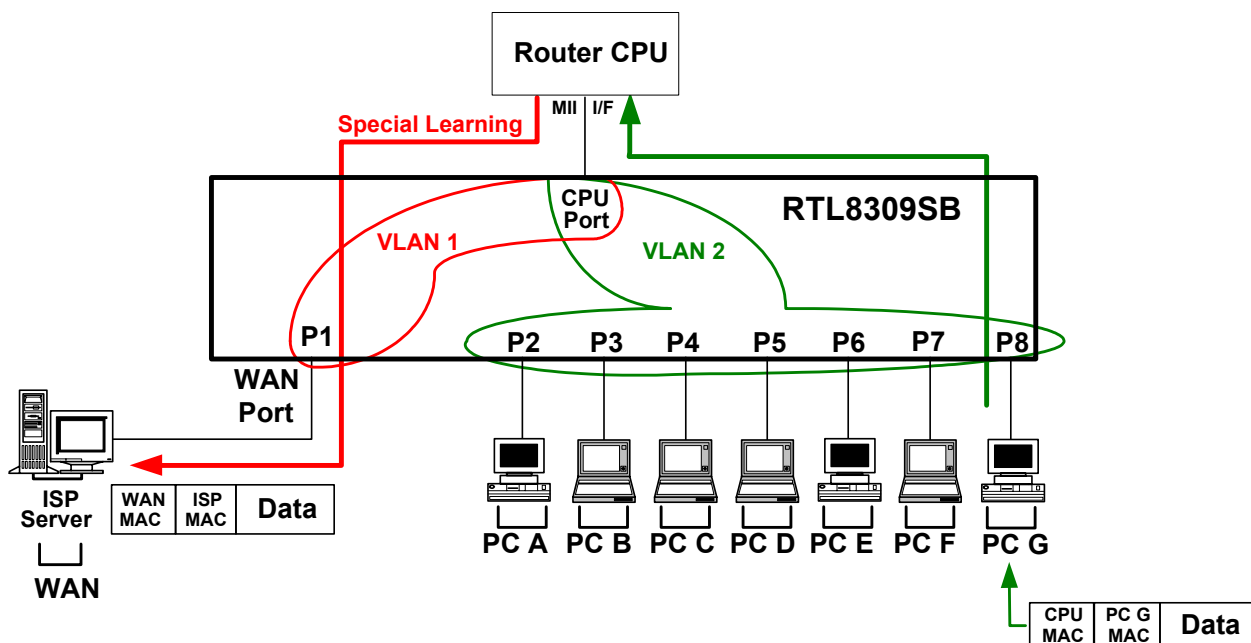 Router CPU
MII I/F
Special Learning
CPU
Port
RTL8309SB
VLAN 1
VLAN 2
P1
P2
P3
P4
P5
P6
P7
P8
WAN
Port
ISP
Server
WAN
MAC
ISP
MAC
Data
WAN
PC A
PC B
PC C
PC D
PC E
PC F
PC G
CPU
MAC
PC G
MAC
Data